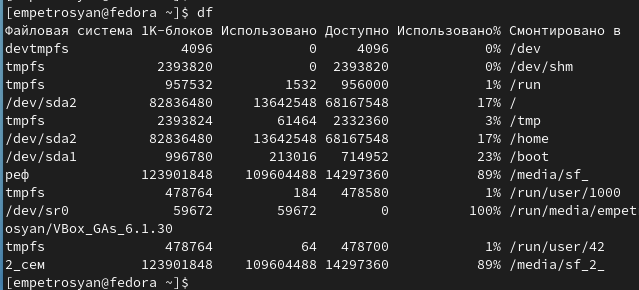 [empetrosyan@fedora ~]$ df
Файловая система 1K-блоков Использовано Доступно Использовано% Смонтировано в
devtmpfs 4096 0 4096 0% /dev
tmpfs 2393820 0 2393820 0% /dev/shm
tmpfs 957532 1532 956000 1% /run
/dev/sda2 82836480 13642548 68167548 17% /
tmpfs 2393824 61464 2332360 3% /tmp
/dev/sda2 82836480 13642548 68167548 17% /home
/dev/sda1 996780 213016 714952 23% /boot
реф 123901848 109604488 14297360 89% /media/sf_
tmpfs 478764 184 478580 1% /run/user/1000
/dev/sr0 59672 59672 0 100% /run/media/empet
osyan/VBox_GAs_6.1.30
tmpfs 478764 64 478700 1% /run/user/42
2_сем 123901848 109604488 14297360 89% /media/sf_2_
[empetrosyan@fedora ~]$